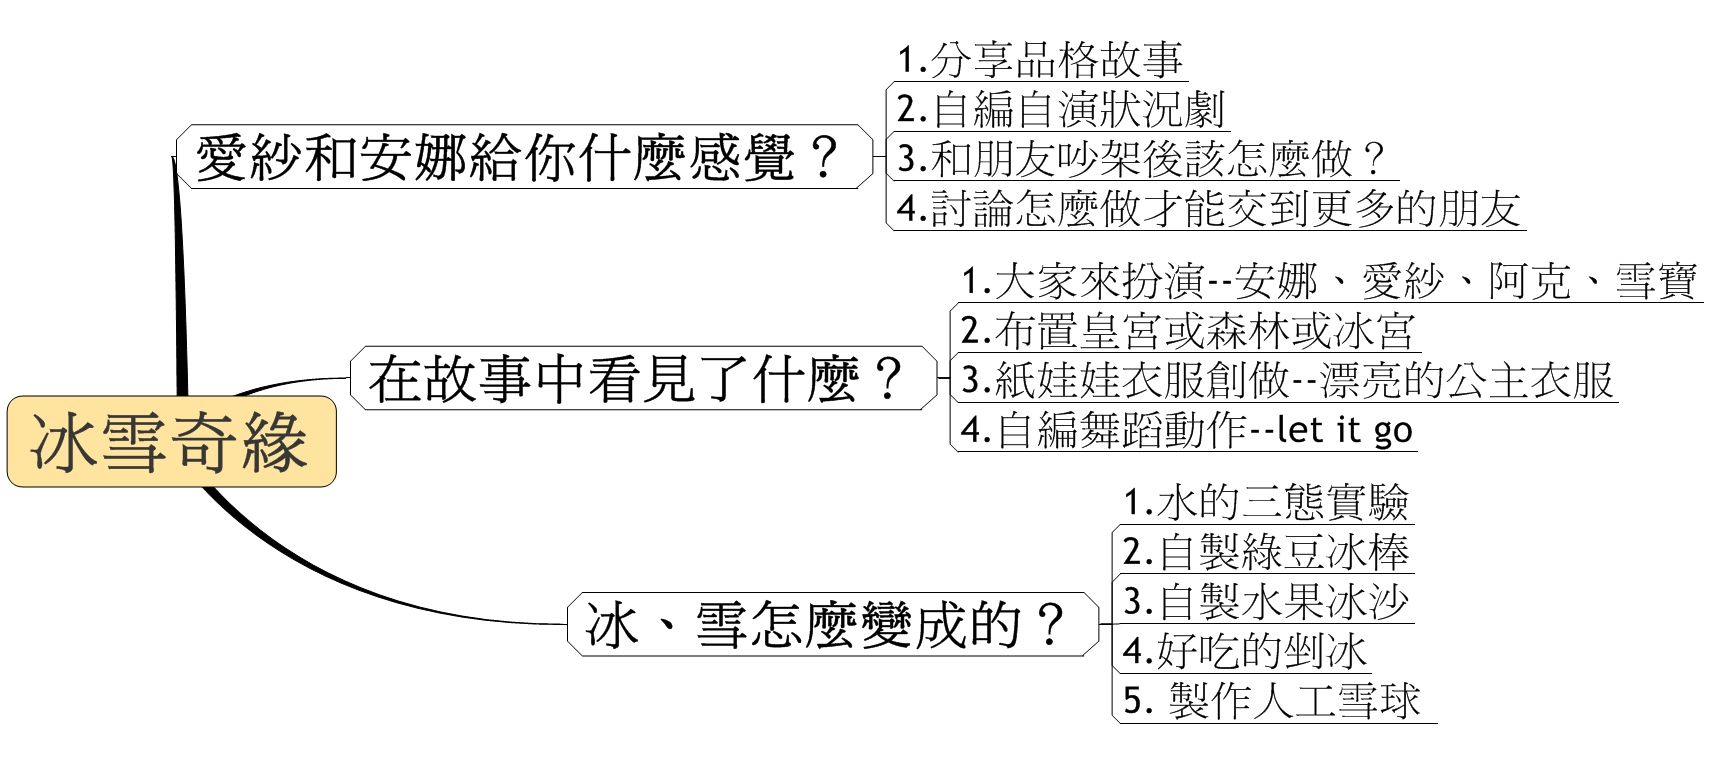 冰雪奇緣
愛紗和安娜給你什麼感覺？
1.分享品格故事
2.自編自演狀況劇
3.和朋友吵架後該怎麼做？
4.討論怎麼做才能交到更多的朋友
在故事中看見了什麼？
1.大家來扮演--安娜、愛紗、阿克、雪寶
2.布置皇宮或森林或冰宮
3.紙娃娃衣服創做--漂亮的公主衣服
4.自編舞蹈動作--let it go
冰、雪怎麼變成的？
1.水的三態實驗
2.自製綠豆冰棒
3.自製水果冰沙
4.好吃的剉冰
5. 製作人工雪球